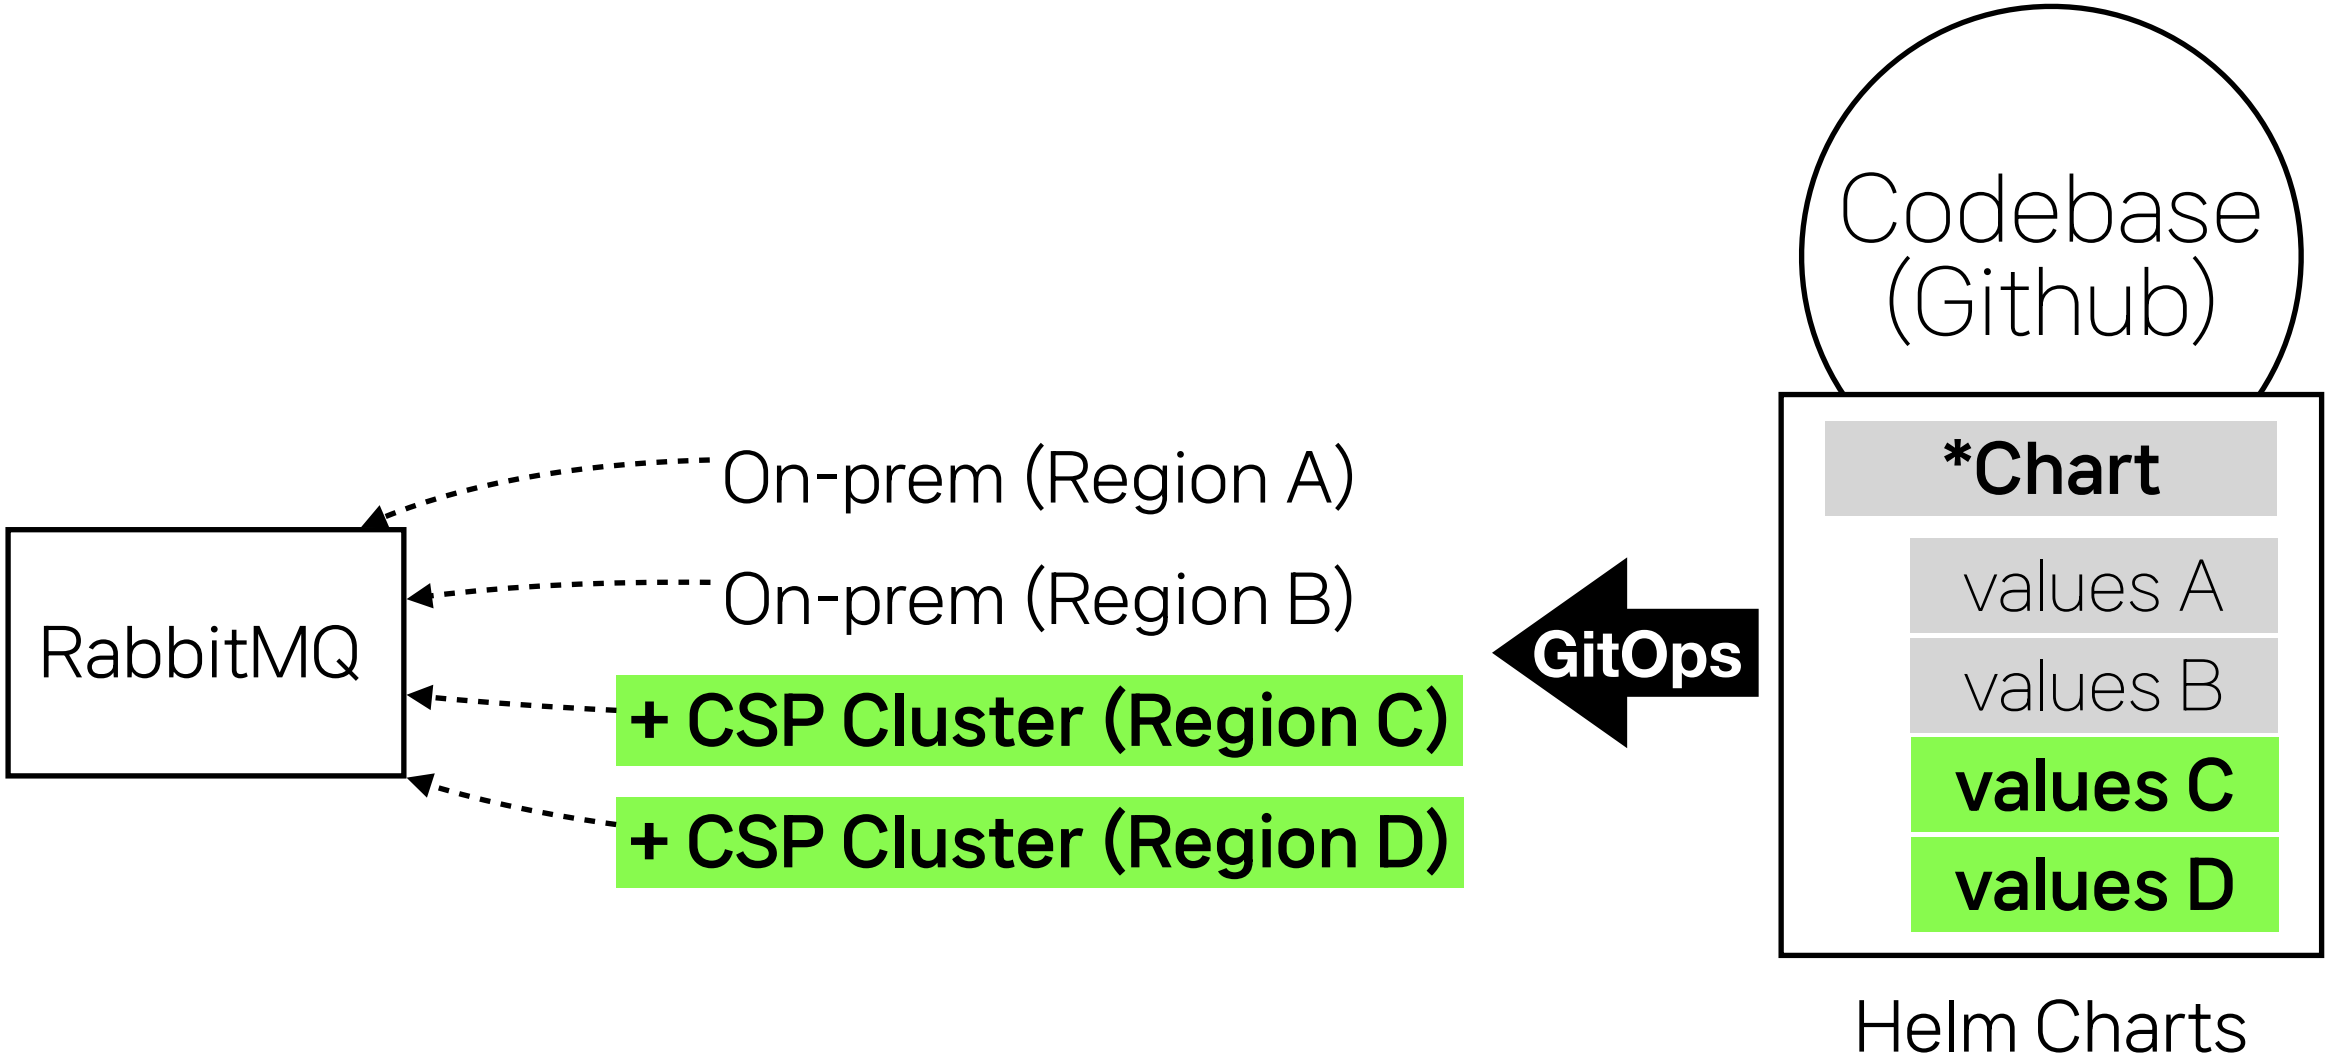 Codebase
(Github)
*Chart
values A
values B
values C
values D
Helm Charts
GitOps
On-prem (Region A)
On-prem (Region B)
+ CSP Cluster (Region C)
+ CSP Cluster (Region D)
RabbitMQ